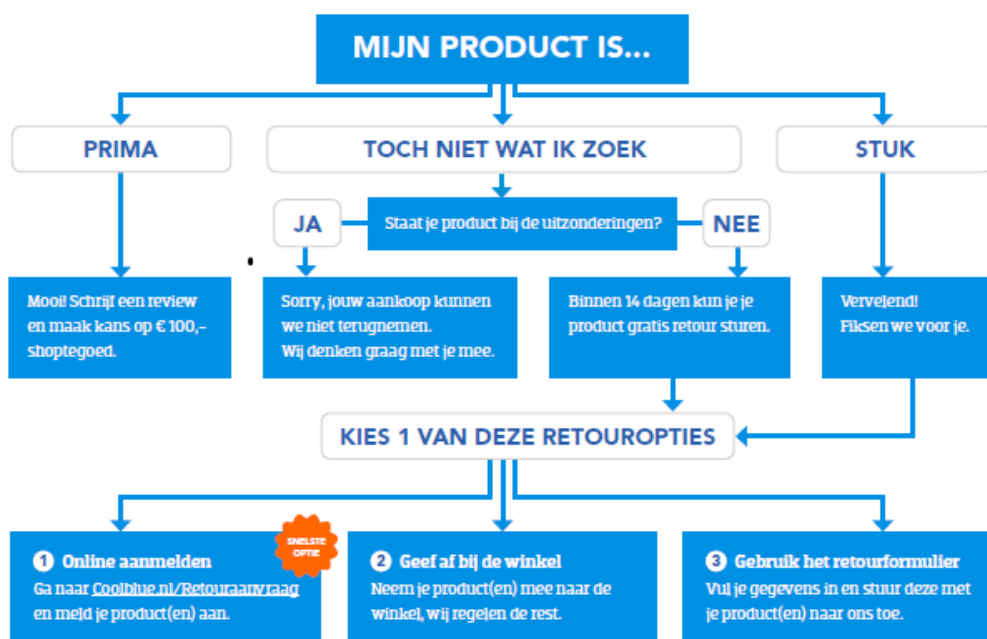 MIJN PRODUCT IS...
PRIMA
TOCH NIET WAT IK ZOEK
STUK
JA
Staat je product bij de uitzonderingen?
NEE
Mooi! Schrijf een review
en maak kans op € 100,-
shoptegoed.
Sorry, jouw aankoop kunnen
we niet terugnemen.
Wij denken graag met je mee.
Binnen 14 dagen kun je je
product gratis retour sturen.
Vervelend!
Fiksen we voor je.
KIES 1 VAN DEZE RETOUROPTIES
1 Online aanmelden
Ga naar Coolblue.nl/Retouraanvraag
en meld je product(en) aan.
SNELSTE
OPTIE
2 Geef af bij de winkel
Neem je product(en) mee naar de
winkel, wij regelen de rest.
3 Gebruik het retourformulier
Vul je gegevens in en stuur deze met
je product(en) naar ons toe.